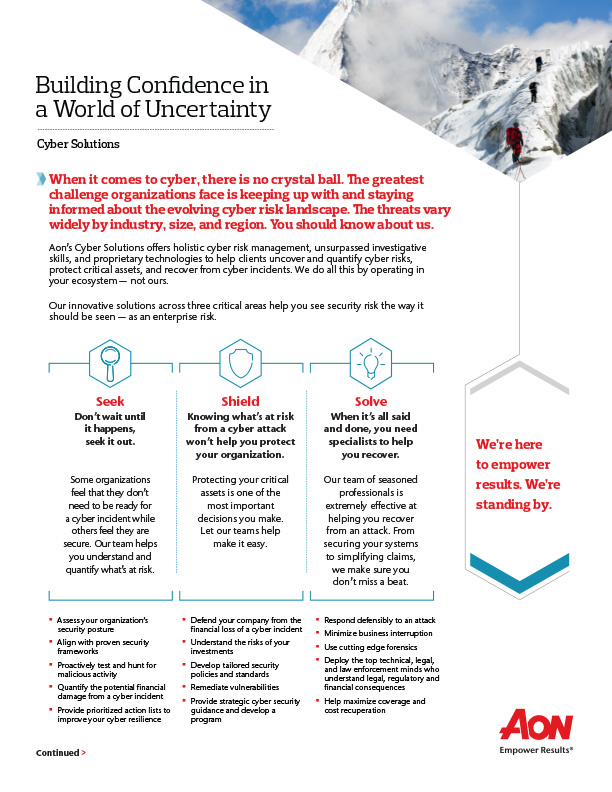 Building Confidence in
a World of Uncertainty
Cyber Solutions
When it comes to cyber, there is no crystal ball. The greatest
challenge organizations face is keeping up with and staying
informed about the evolving cyber risk landscape. The threats vary
widely by industry, size, and region. You should know about us.
Aon's Cyber Solutions offers holistic cyber risk management, unsurpassed investigative
skills, and proprietary technologies to help clients uncover and quantify cyber risks,
protect critical assets, and recover from cyber incidents. We do all this by operating in
your ecosystem — not ours.
Our innovative solutions across three critical areas help you see security risk the way it
should be seen — as an enterprise risk.
Seek
Don't wait until
it happens,
seek it out.
Some organizations
feel that they don't
need to be ready for
a cyber incident while
others feel they are
secure. Our team helps
you understand and
quantify what's at risk.
▪ Assess your organization's
security posture
▪ Align with proven security
frameworks
▪ Proactively test and hunt for
malicious activity
▪ Quantify the potential financial
damage from a cyber incident
▪ Provide prioritized action lists to
improve your cyber resilience
Shield
Knowing what's at risk
from a cyber attack
won't help you protect
your organization.
Protecting your critical
assets is one of the
most important
decisions you make.
Let our teams help
make it easy.
▪ Defend your company from the
financial loss of a cyber incident
▪ Understand the risks of your
investments
▪ Develop tailored security
policies and standards
▪ Remediate vulnerabilities
▪ Provide strategic cyber security
guidance and develop a
program
Solve
When it's all said
and done, you need
specialists to help
you recover.
Our team of seasoned
professionals is
extremely effective at
helping you recover
from an attack. From
securing your systems
to simplifying claims,
we make sure you
don't miss a beat.
▪ Respond defensibly to an attack
▪ Minimize business interruption
▪ Use cutting edge forensics
▪ Deploy the top technical, legal,
and law enforcement minds who
understand legal, regulatory and
financial consequences
▪ Help maximize coverage and
cost recuperation
We're here
to empower
results. We're
standing by.
Continued >
AON
Empower Results®